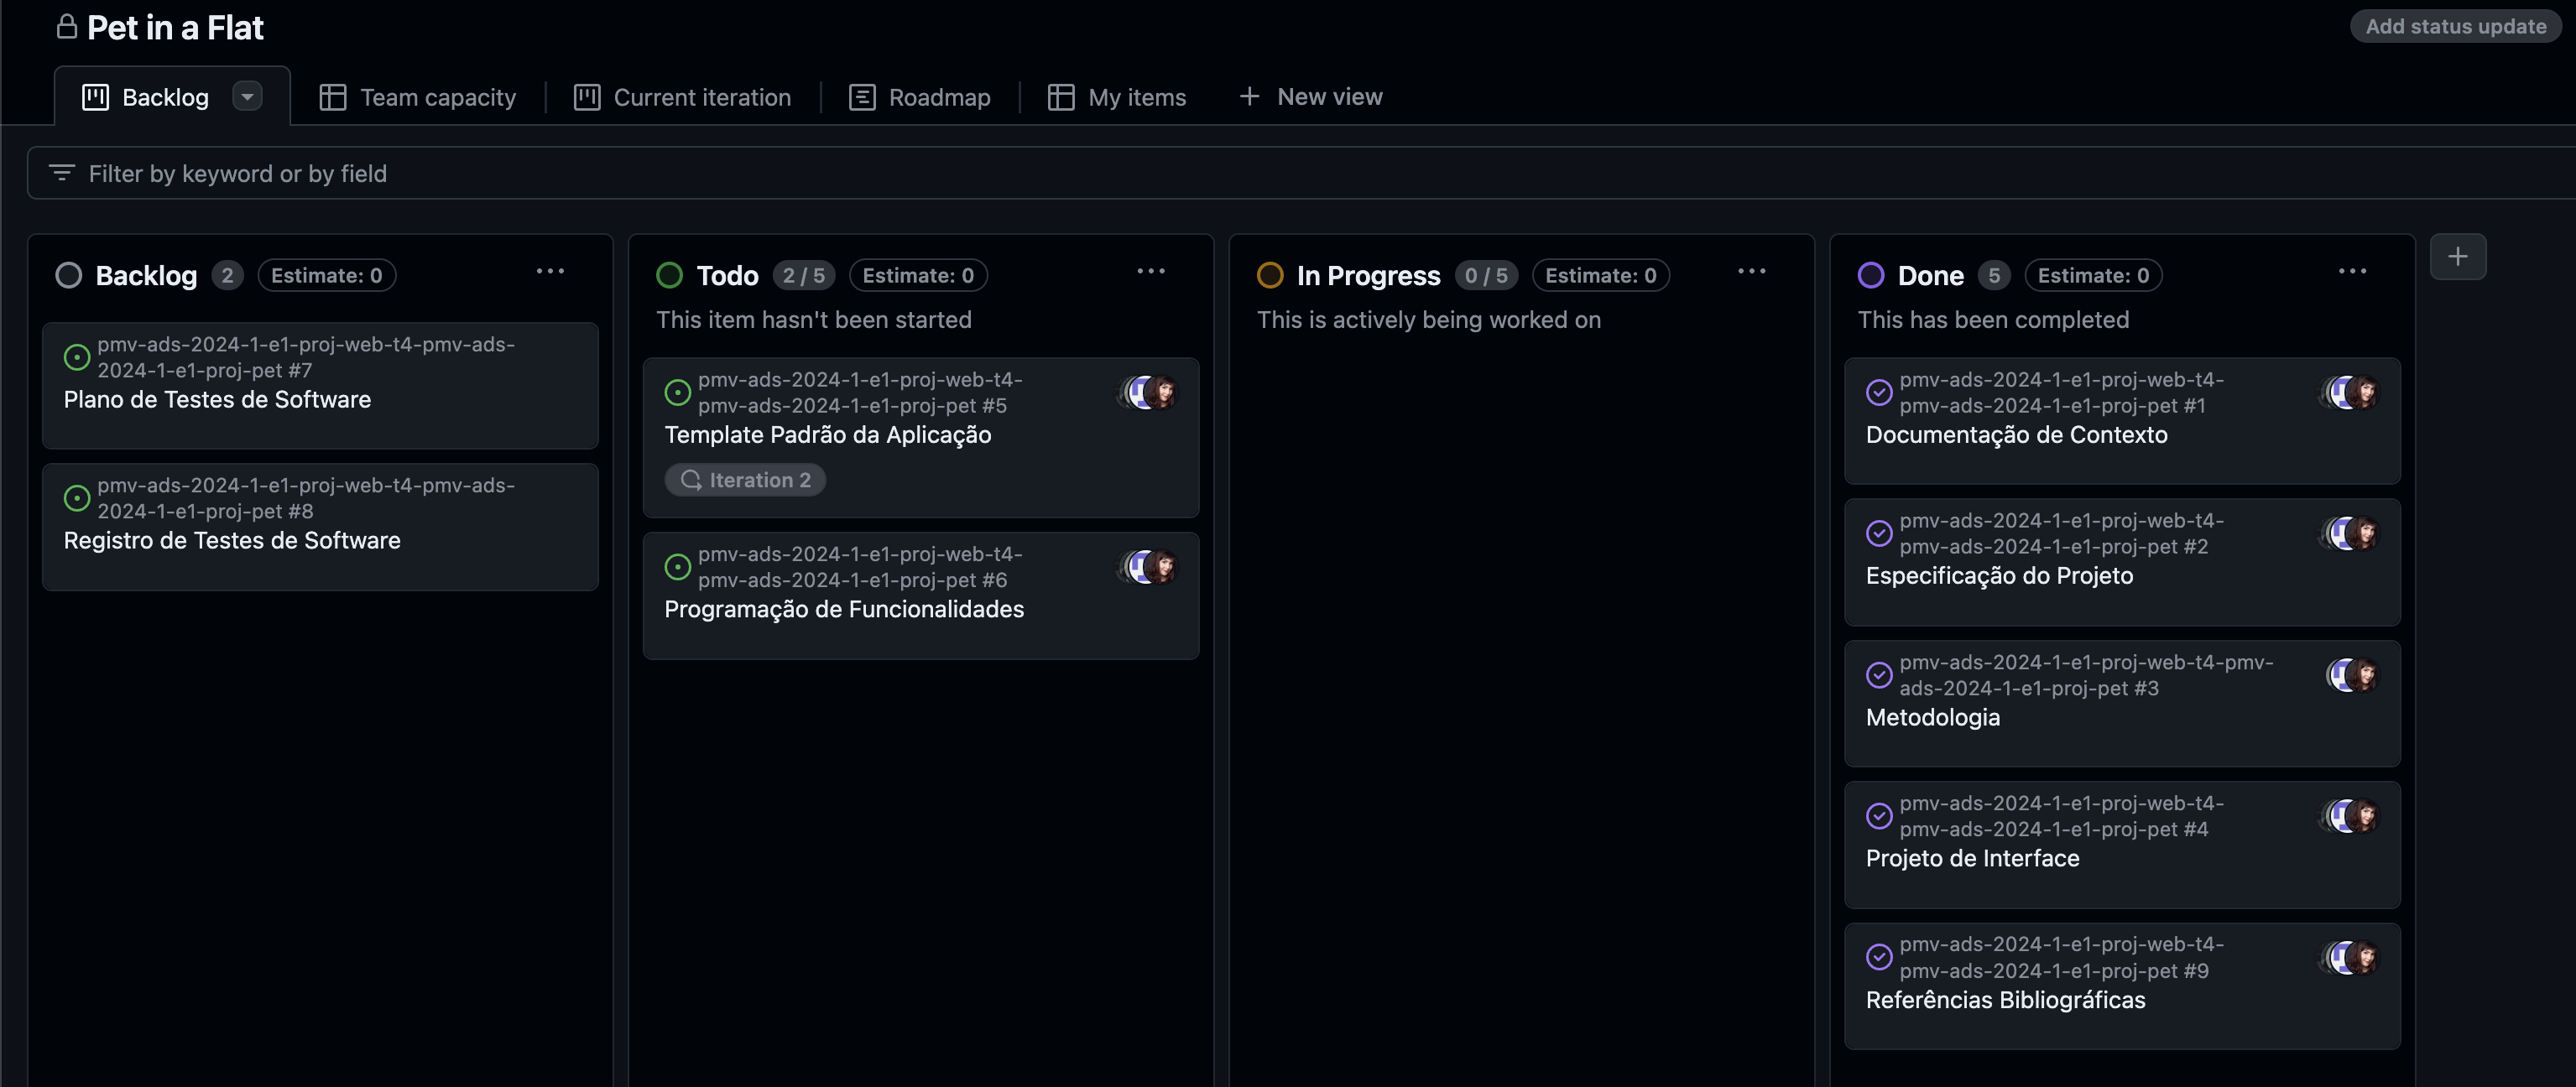 Pet in a Flat
Add status update
Backlog
Team capacity
Current iteration
Roadmap
My items
New view
Filter by keyword or by field
Backlog 2 Estimate: 0
pmv-ads-2024-1-e1-proj-web-t4-pmv-ads-
2024-1-e1-proj-pet #7
Plano de Testes de Software
pmv-ads-2024-1-e1-proj-web-t4-pmv-ads-
2024-1-e1-proj-pet #8
Registro de Testes de Software
Todo 2 / 5 Estimate: 0
This item hasn't been started
pmv-ads-2024-1-e1-proj-web-t4-
pmv-ads-2024-1-e1-proj-pet #5
Template Padrão da Aplicação
Iteration 2
pmv-ads-2024-1-e1-proj-web-t4-
pmv-ads-2024-1-e1-proj-pet #6
Programação de Funcionalidades
In Progress 0 / 5 Estimate: 0
This is actively being worked on
Done 5 Estimate: 0
This has been completed
pmv-ads-2024-1-e1-proj-web-t4-
pmv-ads-2024-1-e1-proj-pet #1
Documentação de Contexto
pmv-ads-2024-1-e1-proj-web-t4-
pmv-ads-2024-1-e1-proj-pet #2
Especificação do Projeto
pmv-ads-2024-1-e1-proj-web-t4-pmv-
ads-2024-1-e1-proj-pet #3
Metodologia
pmv-ads-2024-1-e1-proj-web-t4-
pmv-ads-2024-1-e1-proj-pet #4
Projeto de Interface
pmv-ads-2024-1-e1-proj-web-t4-
pmv-ads-2024-1-e1-proj-pet #9
Referências Bibliográficas